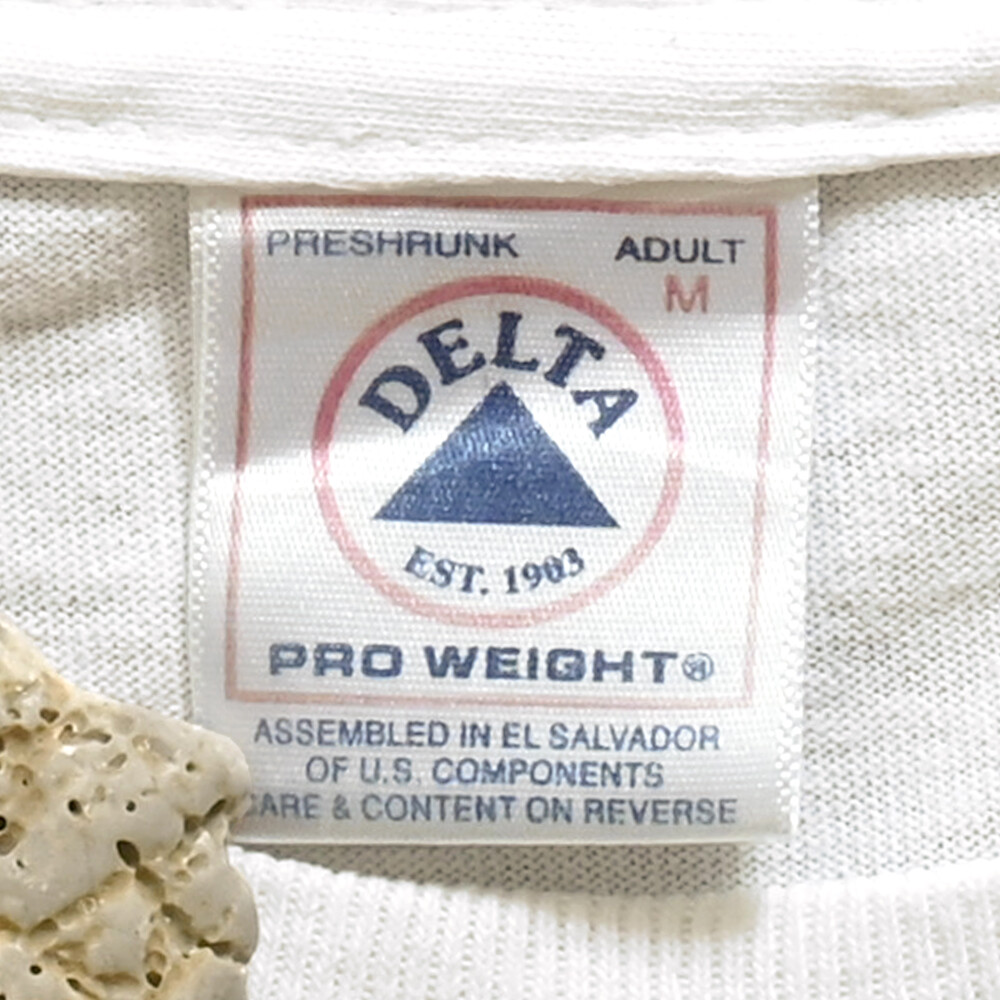 PRESHRUNK ADULT
M
DELTA
EST. 1903
PRO WEIGHT®
ASSEMBLED IN EL SALVADOR
OF U.S. COMPONENTS
CARE & CONTENT ON REVERSE